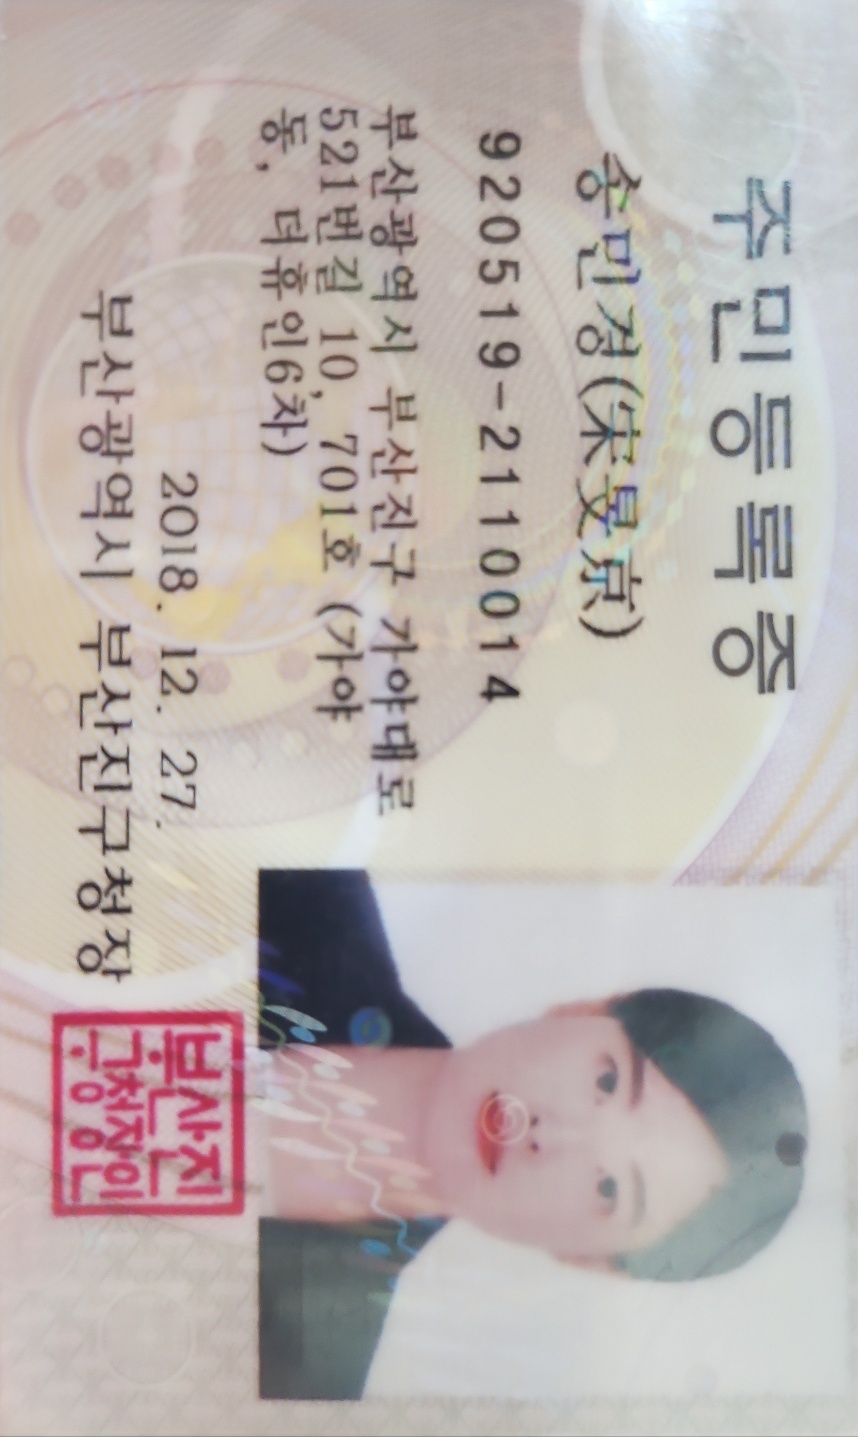 주민등록증
송민경(宋旻京)
920519-2110014
부산광역시 부산진구 가야대로
521번길 10, 701호 (가야
동, 더휴인6차)
2018. 12. 27.
부산광역시 부산진구청장
부산진
구청장인